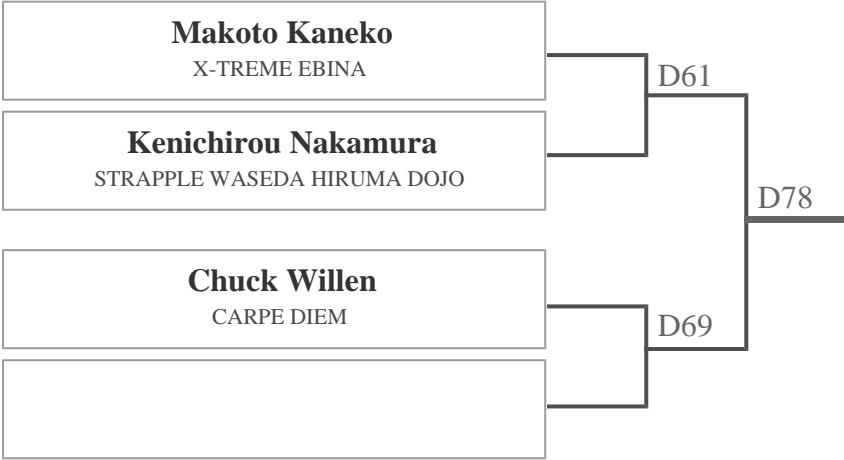 Makoto Kaneko
X-TREME EBINA
D61
Kenichirou Nakamura
STRAPPLE WASEDA HIRUMA DOJO
D78
Chuck Willen
CARPE DIEM
D69